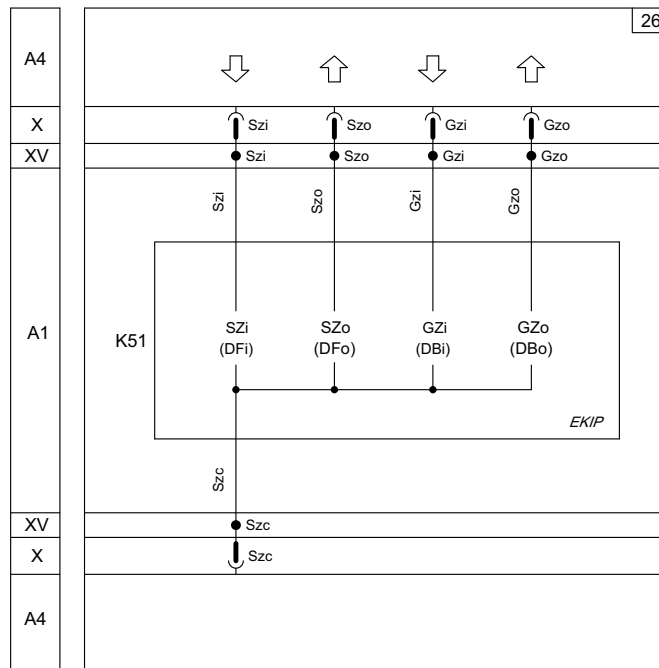 26
A4
X
Szi Szo Gzi Gzo
XV
Szi Szo Gzi Gzo
Szi Szo Gzi Gzo
A1
K51
SZi SZo GZi GZo
(DFi) (DFo) (DBi) (DBo)
EKIP
Szc
XV
Szc
X
Szc
A4